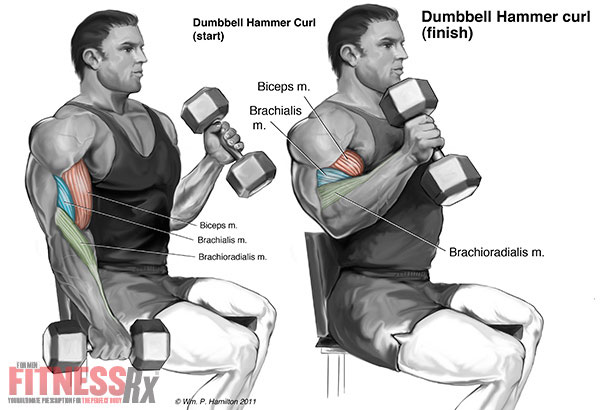 Dumbbell Hammer Curl
(start)
Dumbbell Hammer curl
(finish)
Biceps m.
Brachialis
m.
Brachioradialis m.
Biceps m.
Brachialis m.
Brachioradialis m.
FOR MEN
FITNESSRx®
YOUR ULTIMATE PRESCRIPTION FOR THE PERFECT BODY
© Wm. P. Hamilton 2011